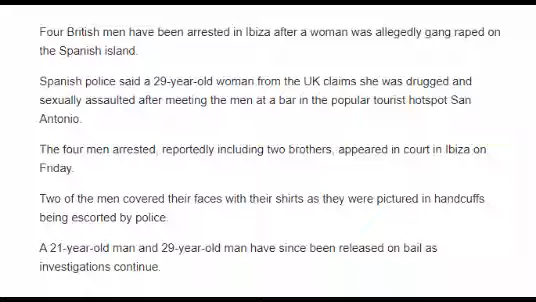 Four British men have been arrested in Ibiza after a woman was allegedly gang raped on
the Spanish island.
Spanish police said a 29-year-old woman from the UK claims she was drugged and
sexually assaulted after meeting the men at a bar in the popular tourist hotspot San
Antonio.
The four men arrested, reportedly including two brothers, appeared in court in Ibiza on
Friday.
Two of the men covered their faces with their shirts as they were pictured in handcuffs
being escorted by police.
A 21-year-old man and 29-year-old man have since been released on bail as
investigations continue.